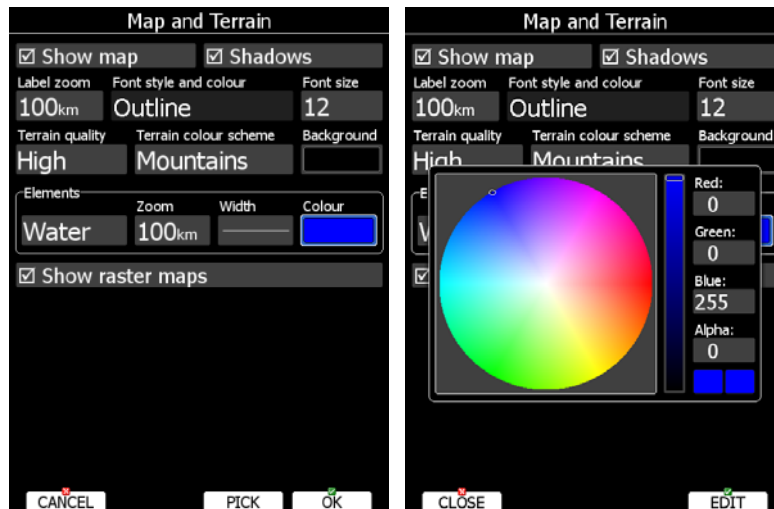 Map and Terrain
Show map Shadows
Label zoom Font style and colour Font size
100km Outline 12
Terrain quality Terrain colour scheme Background
High Mountains
Elements
Zoom Width Colour
Water 100km
Show raster maps
CANCEL PICK OK
Map and Terrain
Show map Shadows
Label zoom Font style and colour Font size
100km Outline 12
Terrain quality Terrain colour scheme Background
High Mountains
Red:
0
Green:
0
Blue:
255
Alpha:
0
CLOSE EDIT